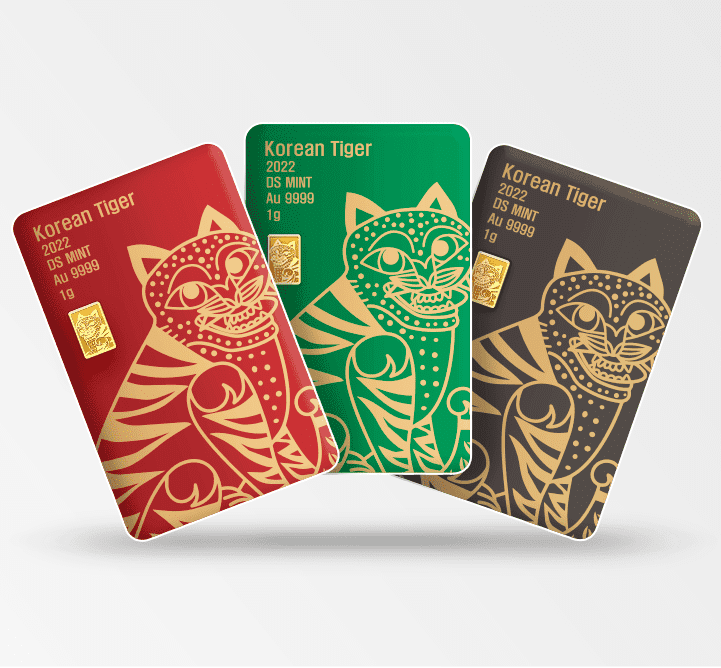 Korean Tiger
2022
DS MINT
Au 9999
1g
Korean Tiger
2022
DS MINT
Au 9999
1g
Korean Tiger
2022
DS MINT
Au 9999
1g